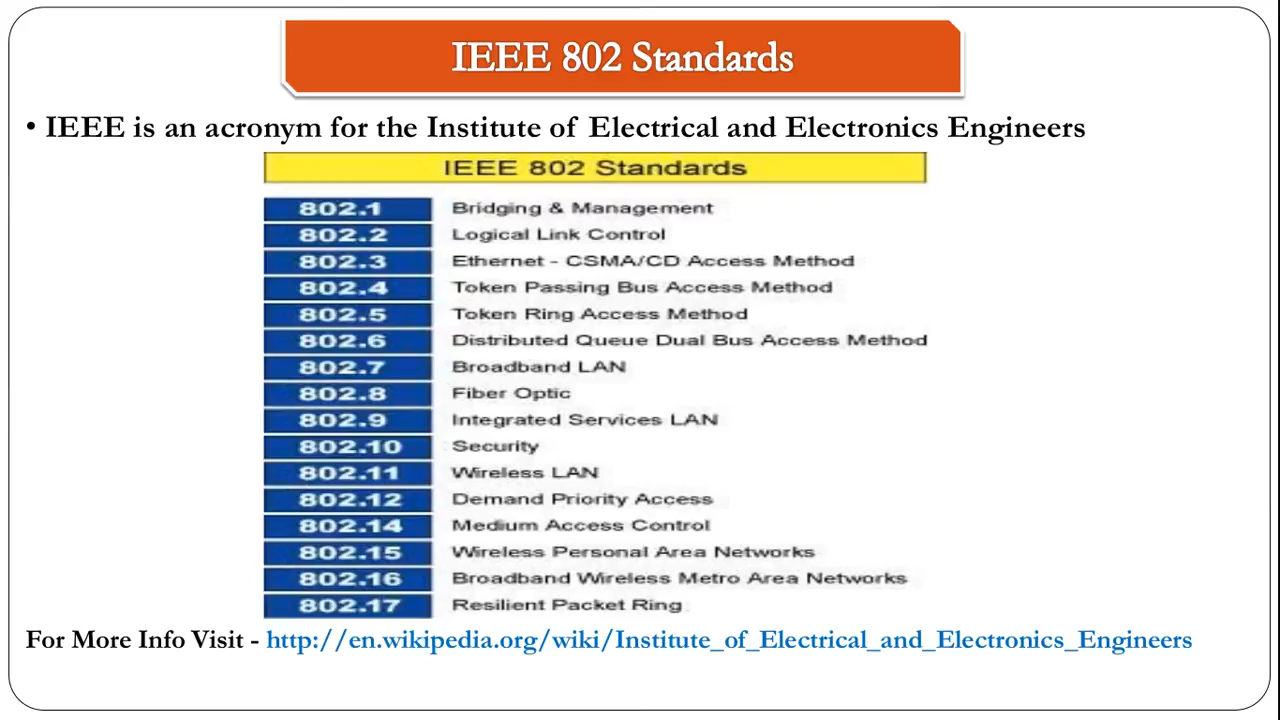 IEEE 802 Standards
• IEEE is an acronym for the Institute of Electrical and Electronics Engineers
IEEE 802 Standards
802.1 Bridging & Management
802.2 Logical Link Control
802.3 Ethernet - CSMA/CD Access Method
802.4 Token Passing Bus Access Method
802.5 Token Ring Access Method
802.6 Distributed Queue Dual Bus Access Method
802.7 Broadband LAN
802.8 Fiber Optic
802.9 Integrated Services LAN
802.10 Security
802.11 Wireless LAN
802.12 Demand Priority Access
802.14 Medium Access Control
802.15 Wireless Personal Area Networks
802.16 Broadband Wireless Metro Area Networks
802.17 Resilient Packet Ring
For More Info Visit - http://en.wikipedia.org/wiki/Institute_of_Electrical_and_Electronics_Engineers